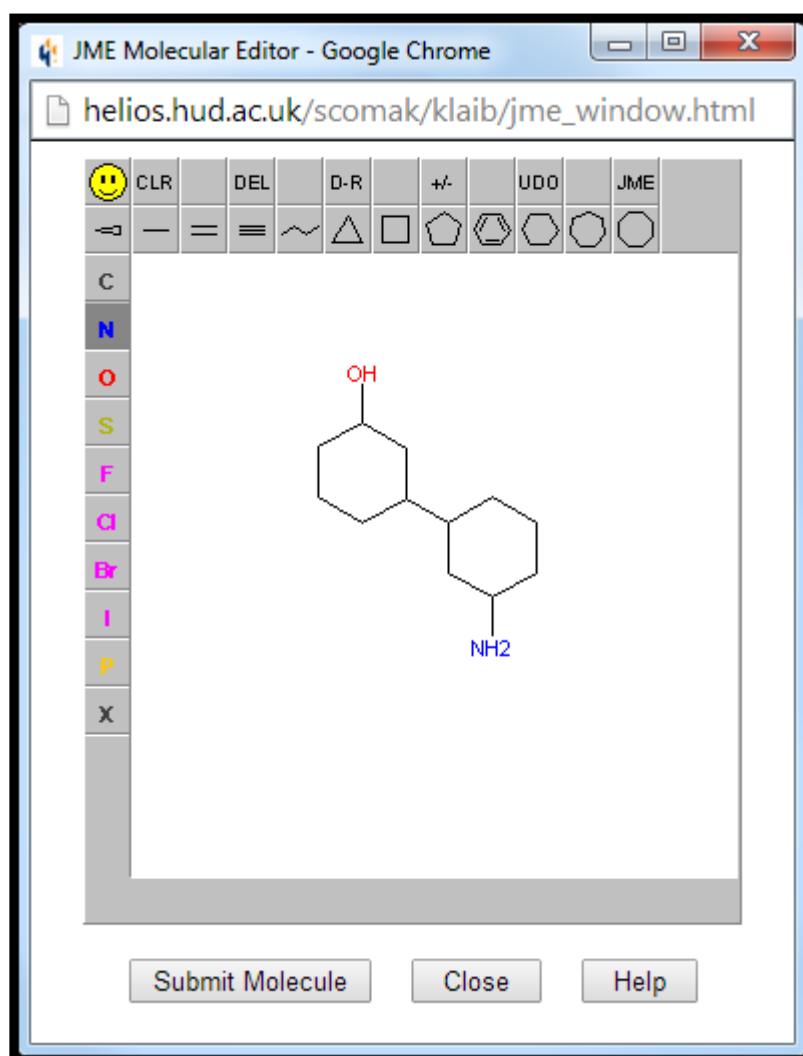 JME Molecular Editor - Google Chrome
helios.hud.ac.uk/scomak/klaib/jme_window.html
CLR DEL D-R +/- UDO JME
C
N
O
S
F
Cl
Br
I
P
X
OH
NH2
Submit Molecule Close Help